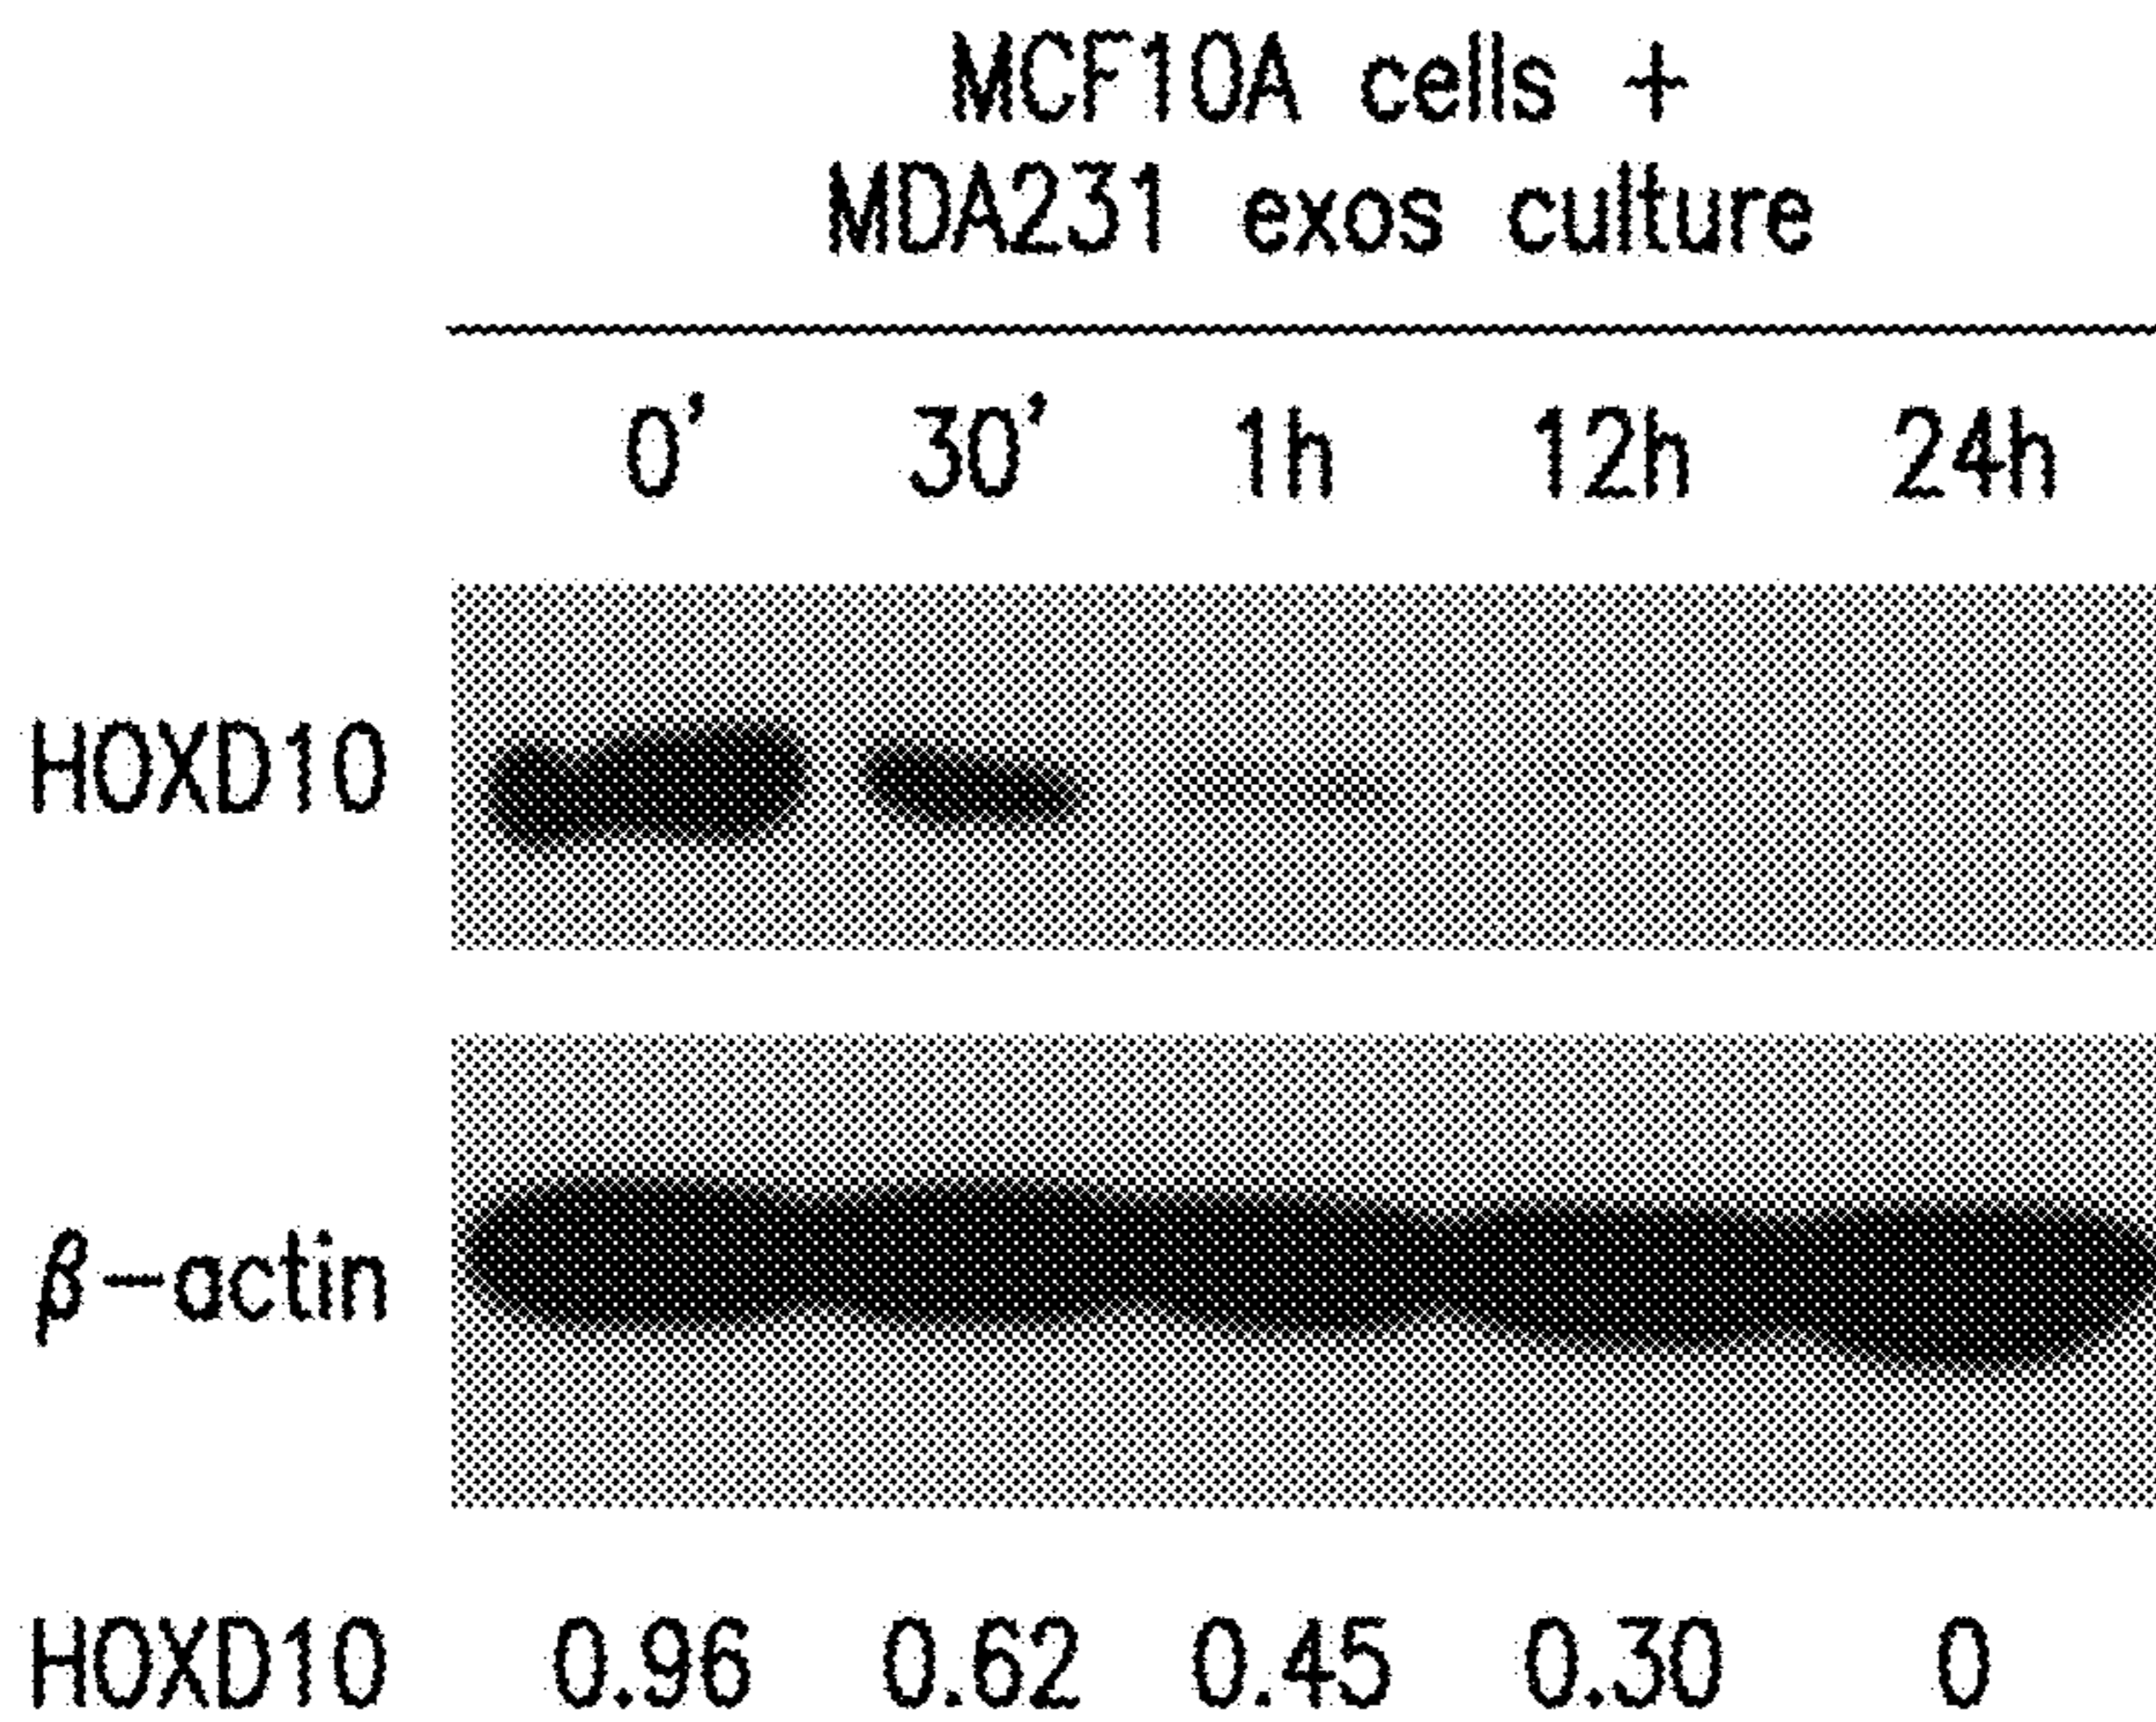 MCF10A cells +
MDA231 exos culture
0' 30' 1h 12h 24h
HOXD10
β-actin
HOXD10 0.96 0.62 0.45 0.30 0